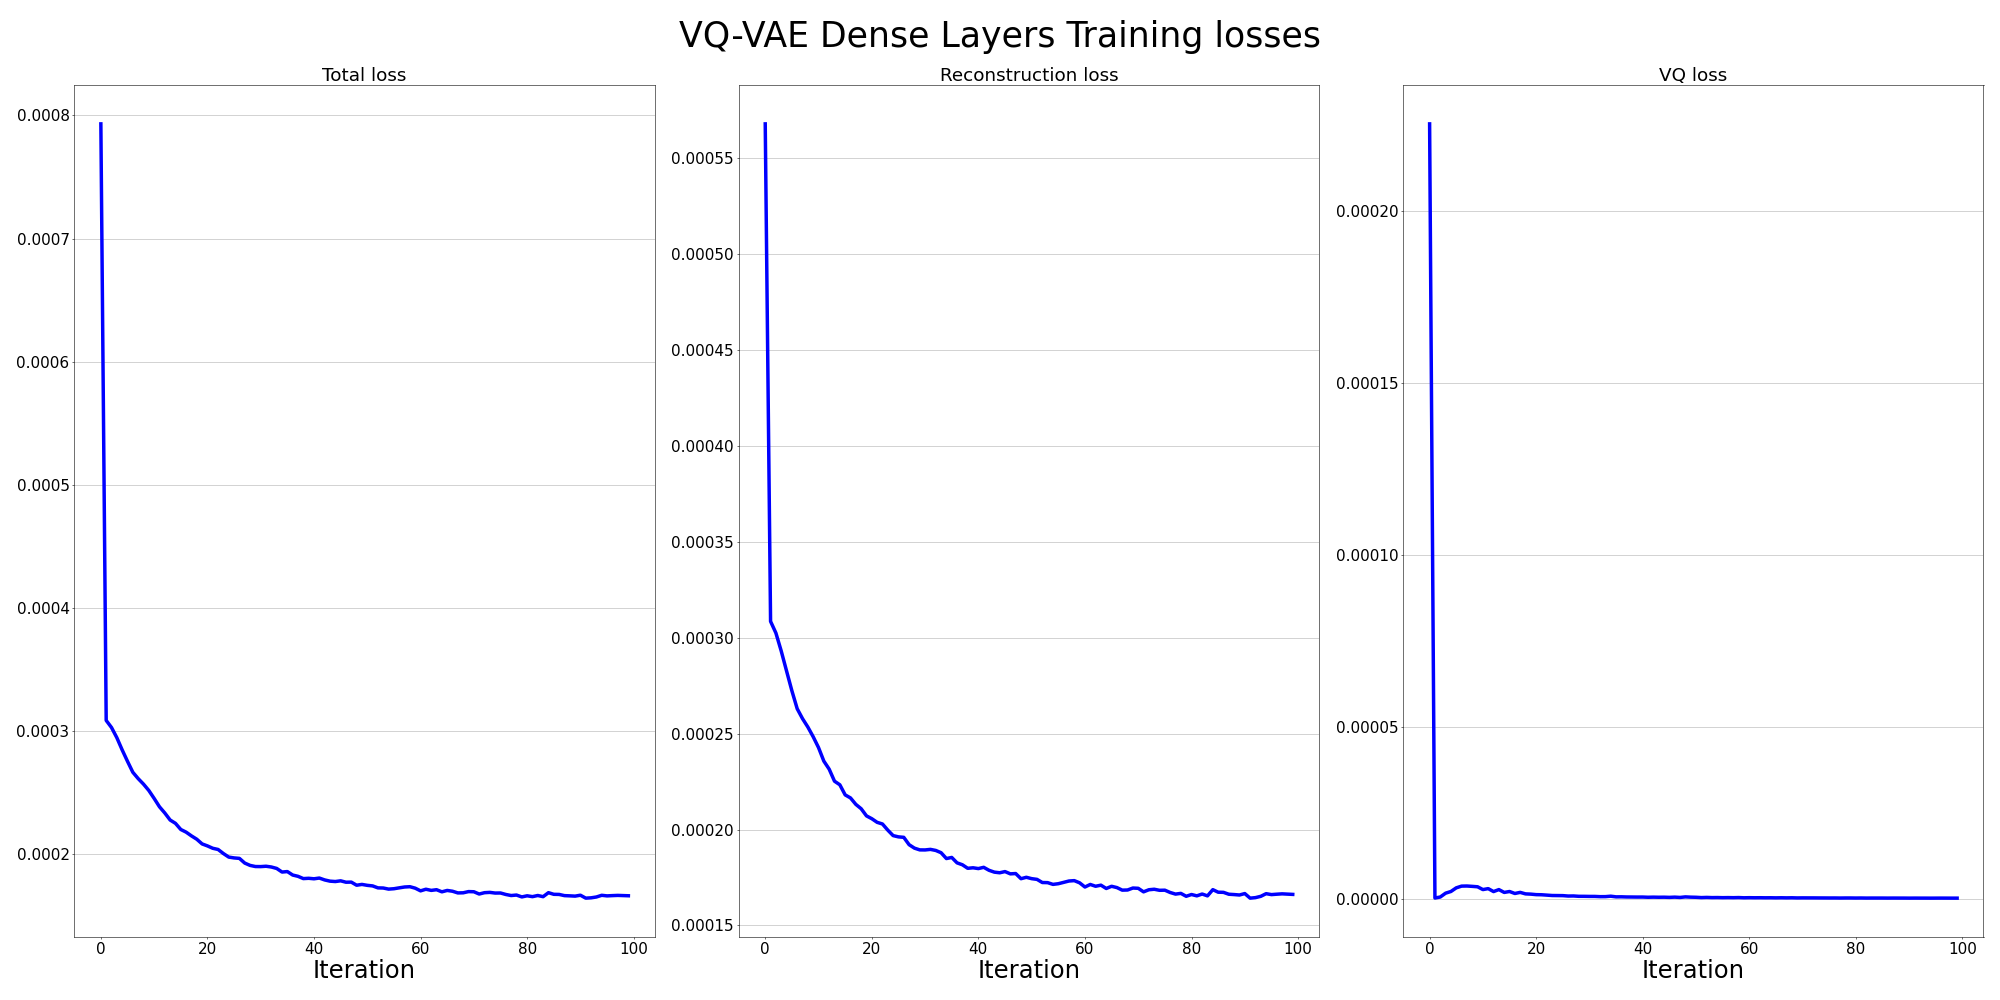 VQ-VAE Dense Layers Training losses
Total loss
0.0008
0.0007
0.0006
0.0005
0.0004
0.0003
0.0002
0 20 40 60 80 100
Iteration
Reconstruction loss
0.00055
0.00050
0.00045
0.00040
0.00035
0.00030
0.00025
0.00020
0.00015
0 20 40 60 80 100
Iteration
VQ loss
0.00020
0.00015
0.00010
0.00005
0.00000
0 20 40 60 80 100
Iteration